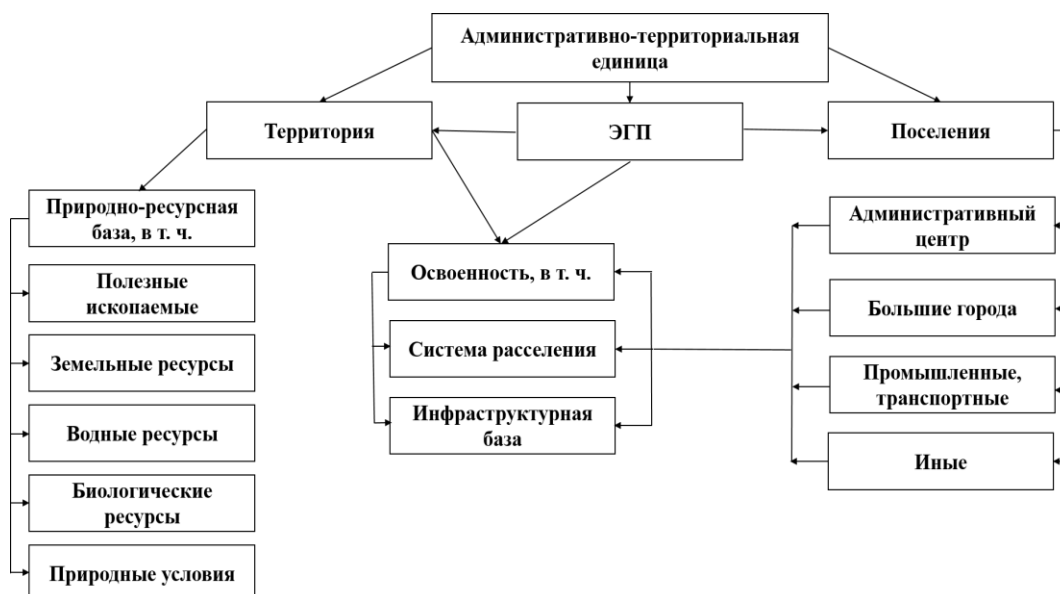 Административно-территориальная
единица
Территория
ЭГП
Поселения
Природно-ресурсная
база, в т. ч.
Полезные
ископаемые
Земельные ресурсы
Водные ресурсы
Биологические
ресурсы
Природные условия
Освоенность, в т. ч.
Система расселения
Инфраструктурная
база
Административный
центр
Большие города
Промышленные,
транспортные
Иные